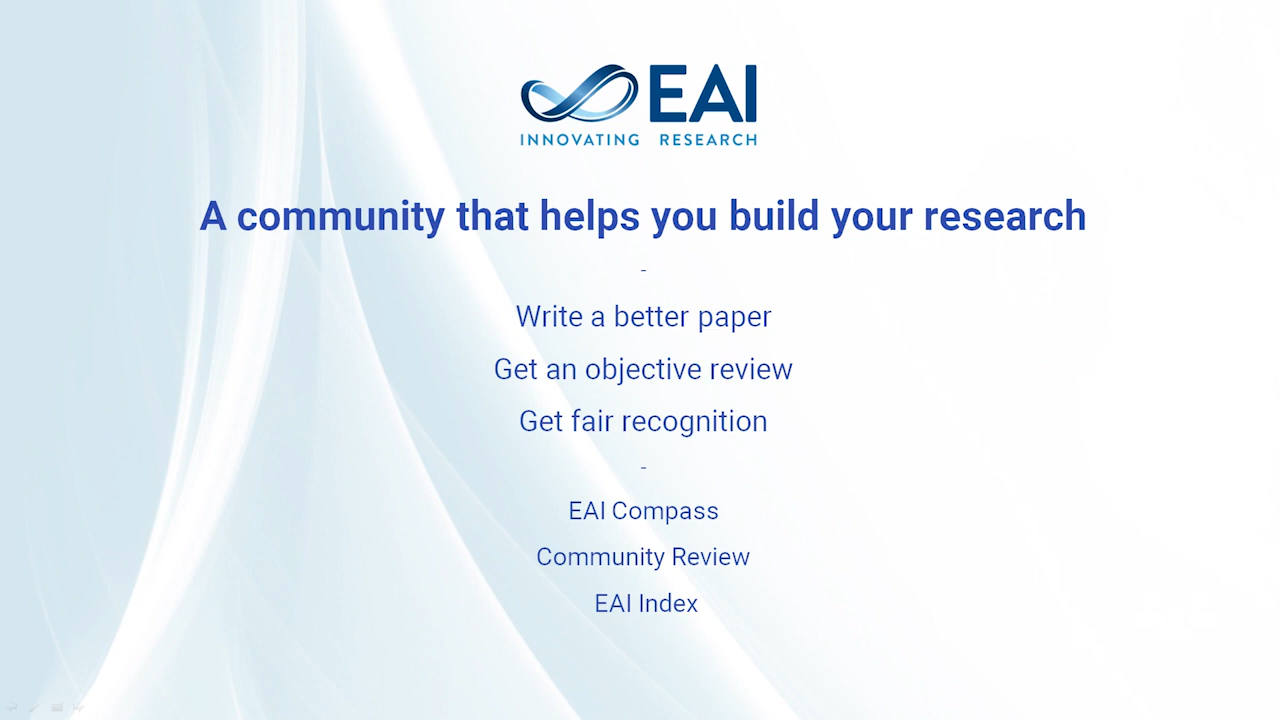 EAI
INNOVATING RESEARCH
A community that helps you build your research
-
Write a better paper
Get an objective review
Get fair recognition
-
EAI Compass
Community Review
EAI Index